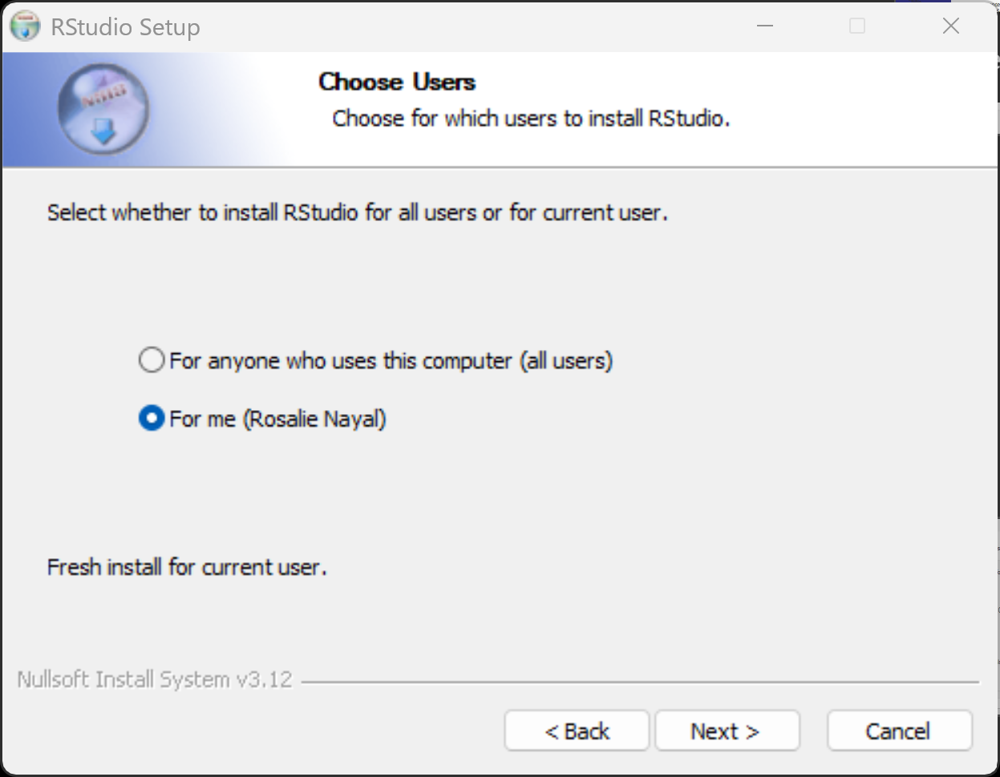 RStudio Setup
Choose Users
Choose for which users to install RStudio.
Select whether to install RStudio for all users or for current user.
For anyone who uses this computer (all users)
For me (Rosalie Nayal)
Fresh install for current user.
Nullsoft Install System v3.12
< Back
Next >
Cancel